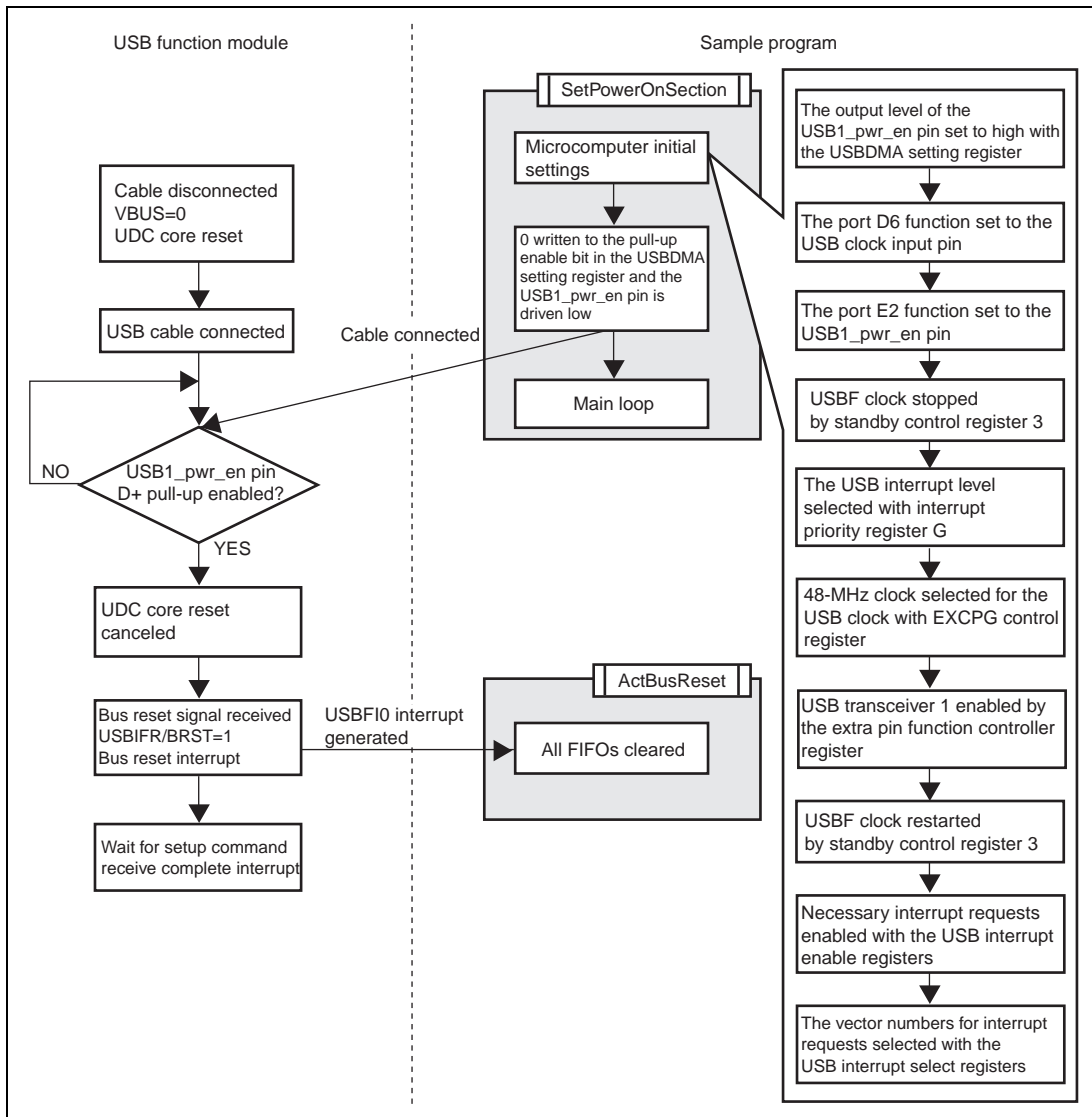 USB function module
Sample program
Cable disconnected
VBUS=0
UDC core reset
USB cable connected
NO
USB1_pwr_en pin
D+ pull-up enabled?
YES
UDC core reset
canceled
Bus reset signal received
USBIFR/BRST=1
Bus reset interrupt
Wait for setup command
receive complete interrupt
Cable connected
USBFI0 interrupt
generated
SetPowerOnSection
Microcomputer initial
settings
0 written to the pull-up
enable bit in the USBDMA
setting register and the
USB1_pwr_en pin is
driven low
Main loop
ActBusReset
All FIFOs cleared
The output level of the
USB1_pwr_en pin set to high with
the USBDMA setting register
The port D6 function set to the
USB clock input pin
The port E2 function set to the
USB1_pwr_en pin
USBF clock stopped
by standby control register 3
The USB interrupt level
selected with interrupt
priority register G
48-MHz clock selected for the
USB clock with EXCPG control
register
USB transceiver 1 enabled by
the extra pin function controller
register
USBF clock restarted
by standby control register 3
Necessary interrupt requests
enabled with the USB interrupt
enable registers
The vector numbers for interrupt
requests selected with the
USB interrupt select registers